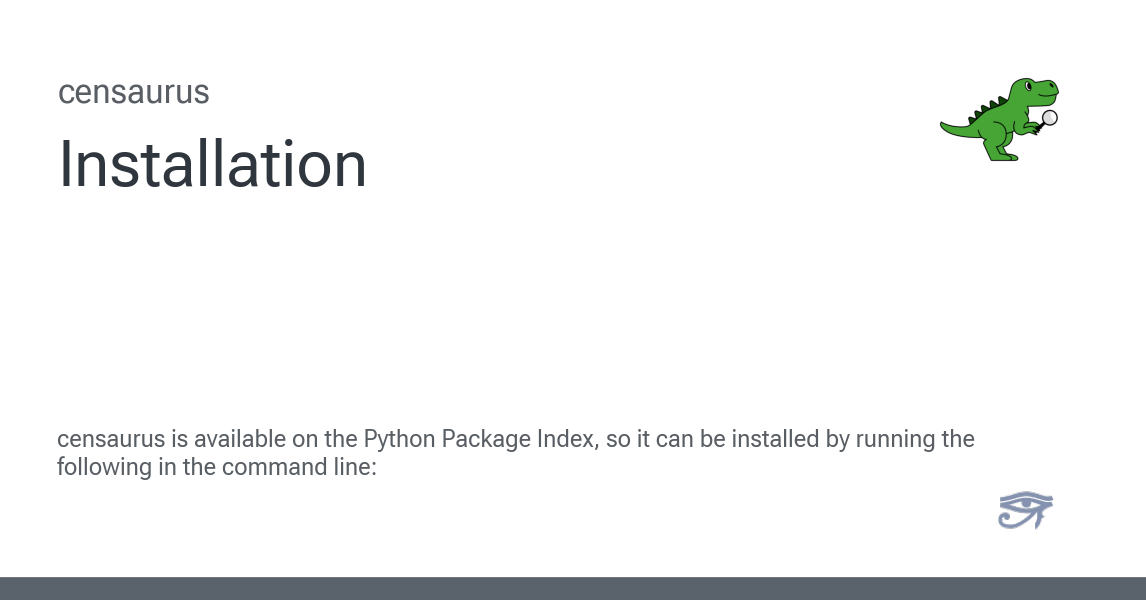 censaurus
Installation
censaurus is available on the Python Package Index, so it can be installed by running the
following in the command line: